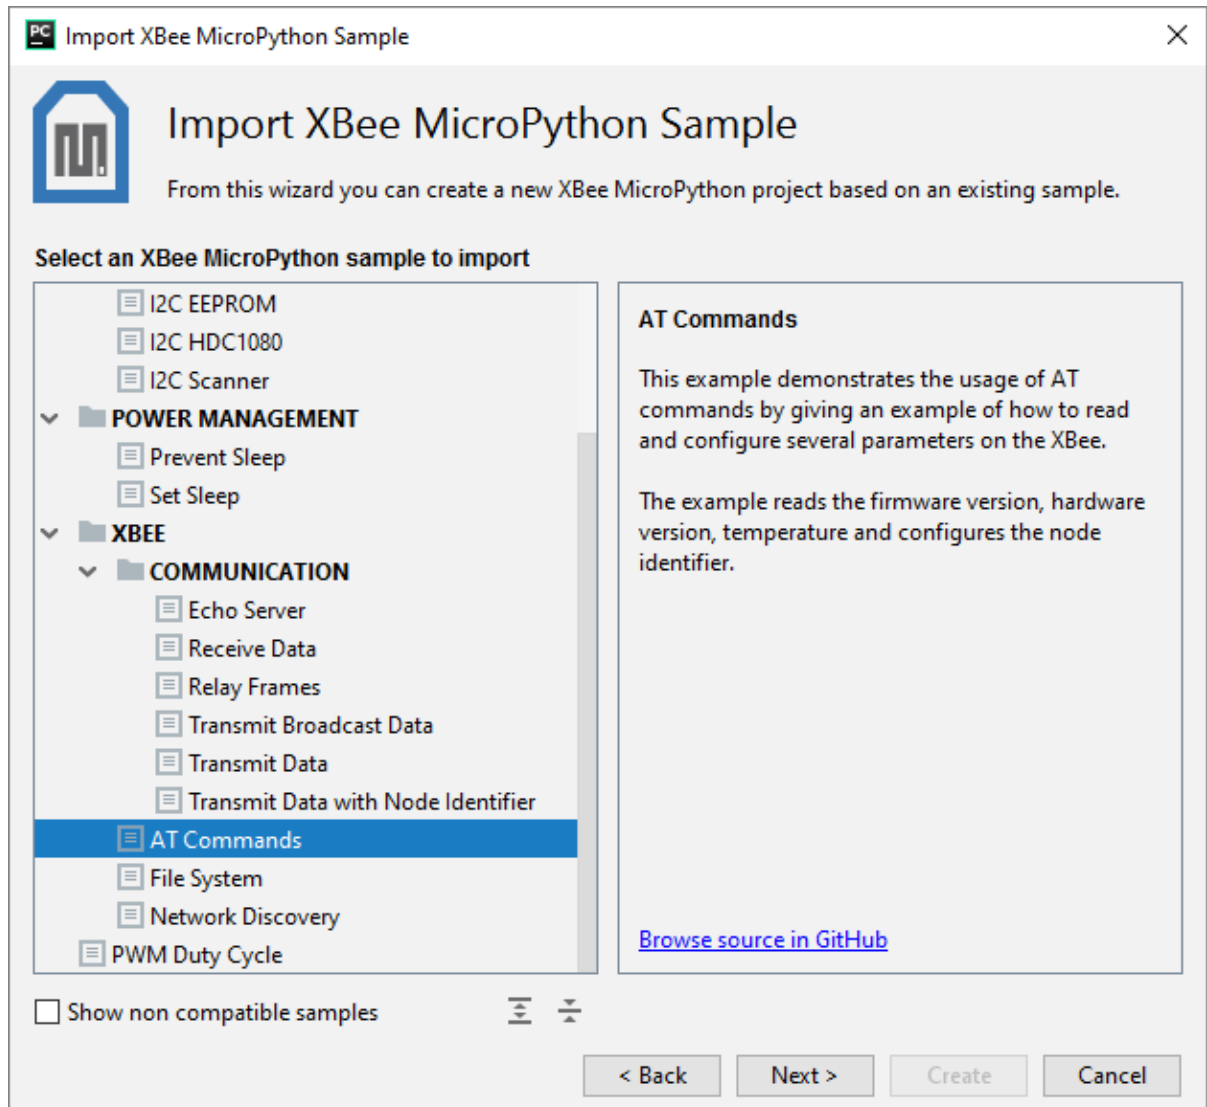 PC Import XBee MicroPython Sample
Import XBee MicroPython Sample
From this wizard you can create a new XBee MicroPython project based on an existing sample.
Select an XBee MicroPython sample to import
I2C EEPROM
I2C HDC1080
I2C Scanner
POWER MANAGEMENT
Prevent Sleep
Set Sleep
XBEE
COMMUNICATION
Echo Server
Receive Data
Relay Frames
Transmit Broadcast Data
Transmit Data
Transmit Data with Node Identifier
AT Commands
File System
Network Discovery
PWM Duty Cycle
AT Commands
This example demonstrates the usage of AT
commands by giving an example of how to read
and configure several parameters on the XBee.
The example reads the firmware version, hardware
version, temperature and configures the node
identifier.
Browse source in GitHub
Show non compatible samples
< Back
Next >
Create
Cancel